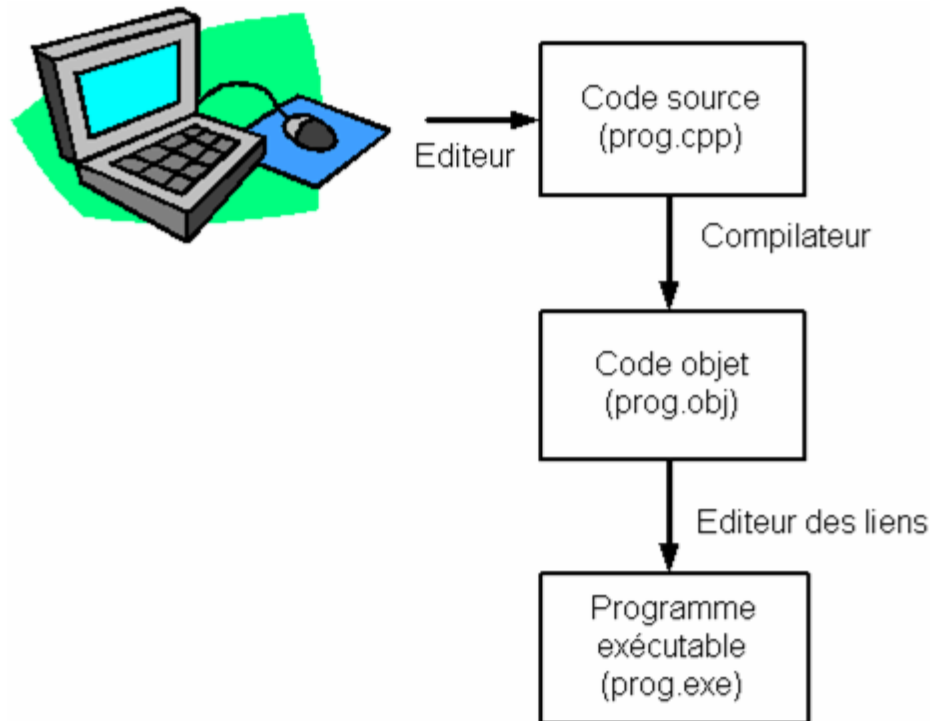 Code source
(prog.cpp)
Editeur
Compilateur
Code objet
(prog.obj)
Editeur des liens
Programme
exécutable
(prog.exe)